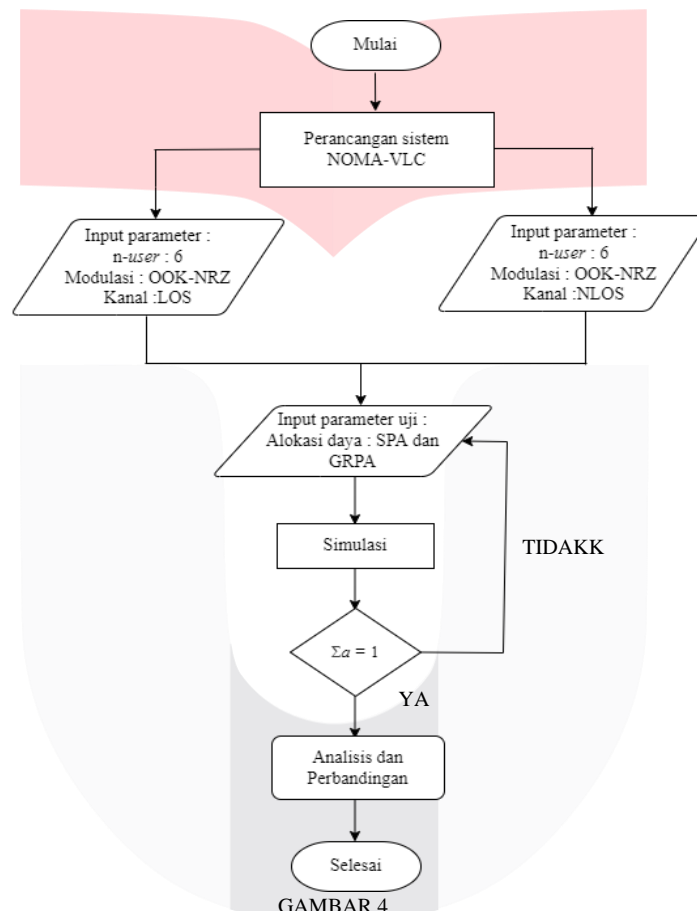 Mulai
Perancangan sistem
NOMA-VLC
Input parameter :
n-user : 6
Modulasi : OOK-NRZ
Kanal :LOS
Input parameter :
n-user : 6
Modulasi : OOK-NRZ
Kanal :NLOS
Input parameter uji :
Alokasi daya : SPA dan
GRPA
Simulasi
TIDAKK
Σa = 1
YA
Analisis dan
Perbandingan
Selesai
GAMBAR 4